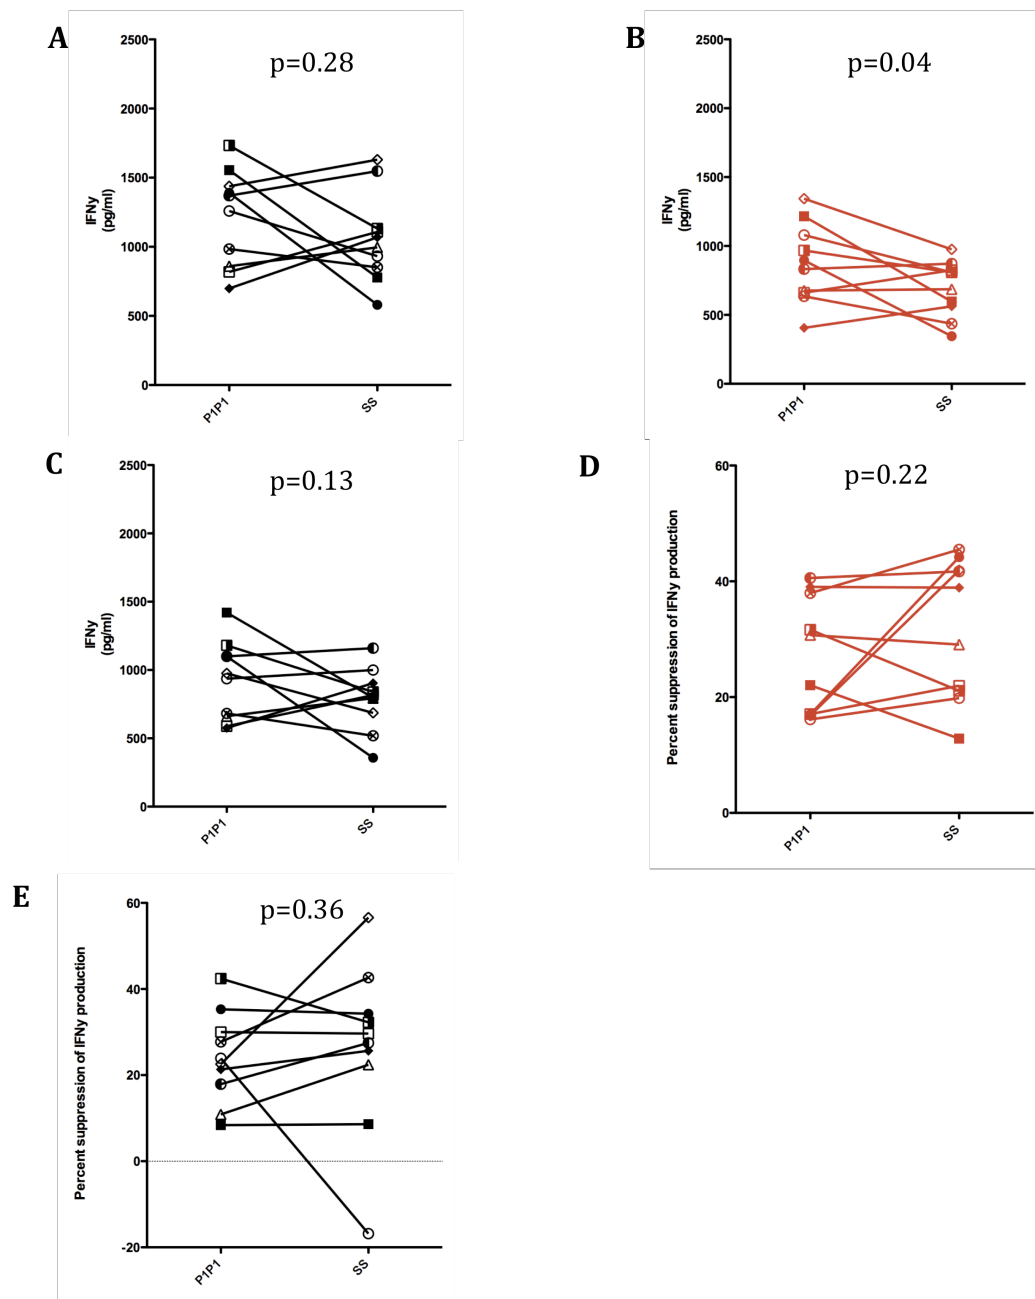 A
p=0.28
2500
2000
1500
1000
500
0
IFNy
(pg/ml)
P1P1
SS
B
p=0.04
2500
2000
1500
1000
500
0
IFNy
(pg/ml)
P1P1
SS
C
p=0.13
2500
2000
1500
1000
500
0
IFNy
(pg/ml)
P1P1
SS
D
p=0.22
60
40
20
0
Percent suppression of IFNy production
P1P1
SS
E
p=0.36
60
40
20
0
-20
Percent suppression of IFNy production
P1P1
SS